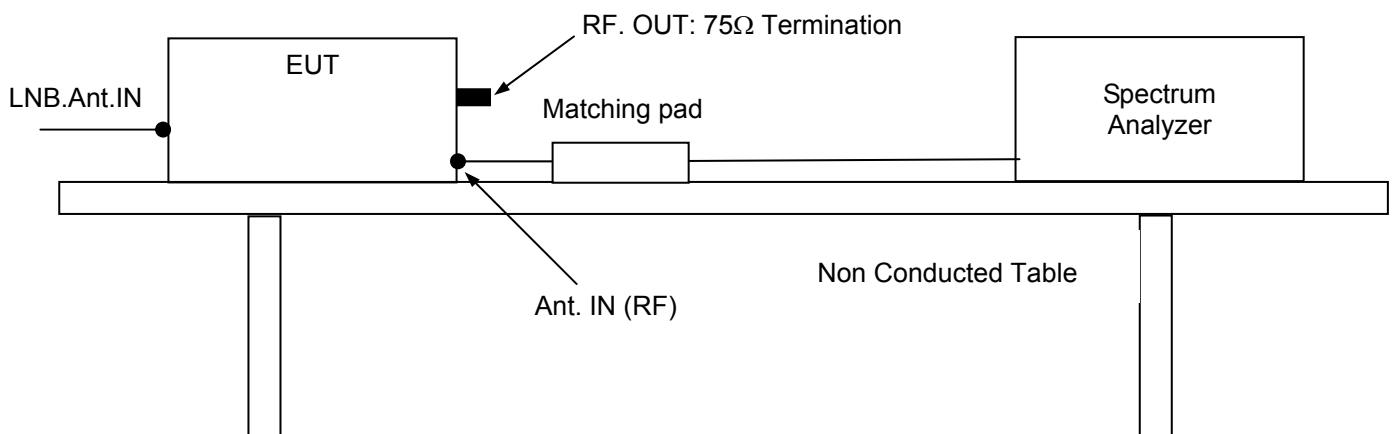 RF. OUT: 75Ω Termination
EUT
LNB.Ant.IN
Matching pad
Spectrum
Analyzer
Non Conducted Table
Ant. IN (RF)